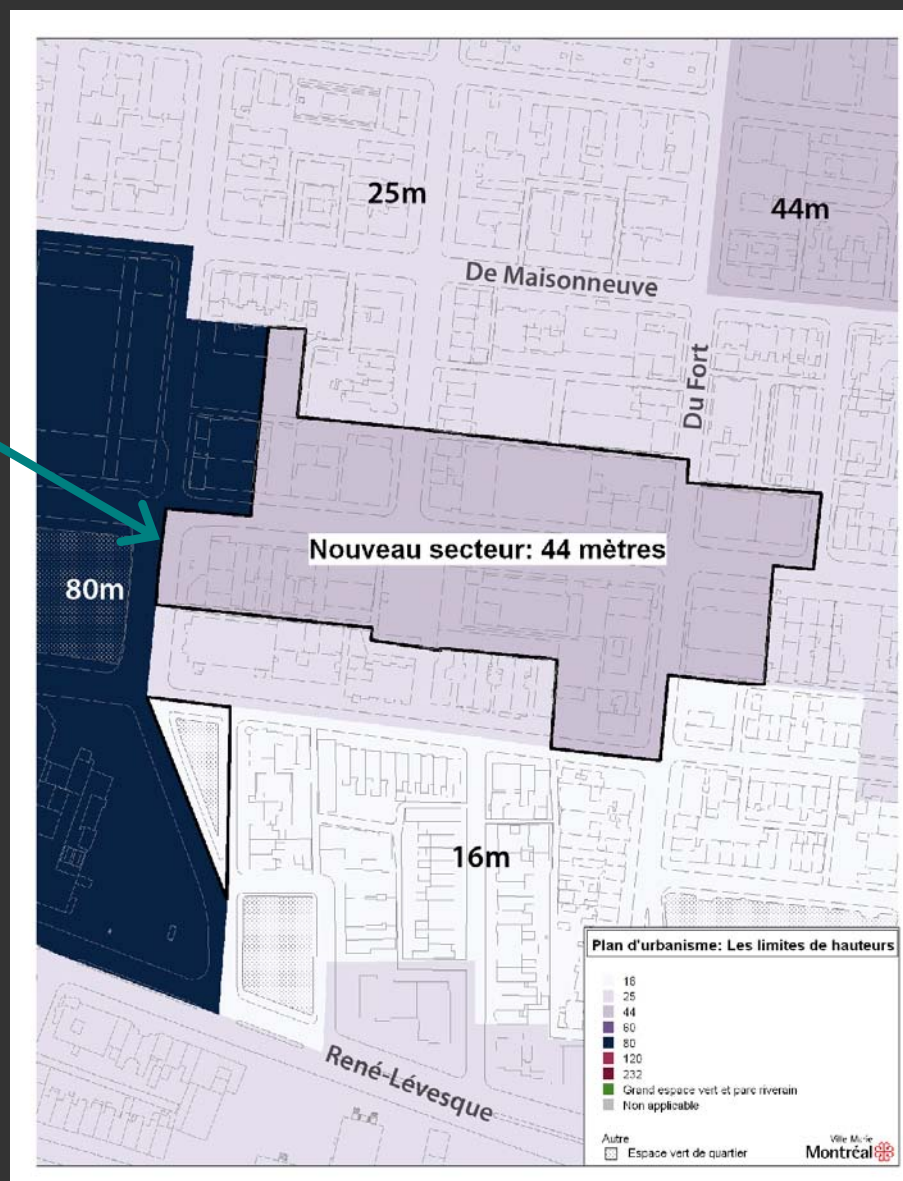 25m
44m
De Maisonneuve
Du Fort
Nouveau secteur: 44 mètres
80m
16m
René-Lévesque
Plan d'urbanisme: Les limites de hauteurs
16
25
44
60
80
120
232
Grand espace vert et parc riverain
Non applicable
Autre
Espace vert de quartier
Ville-Marie
Montréal